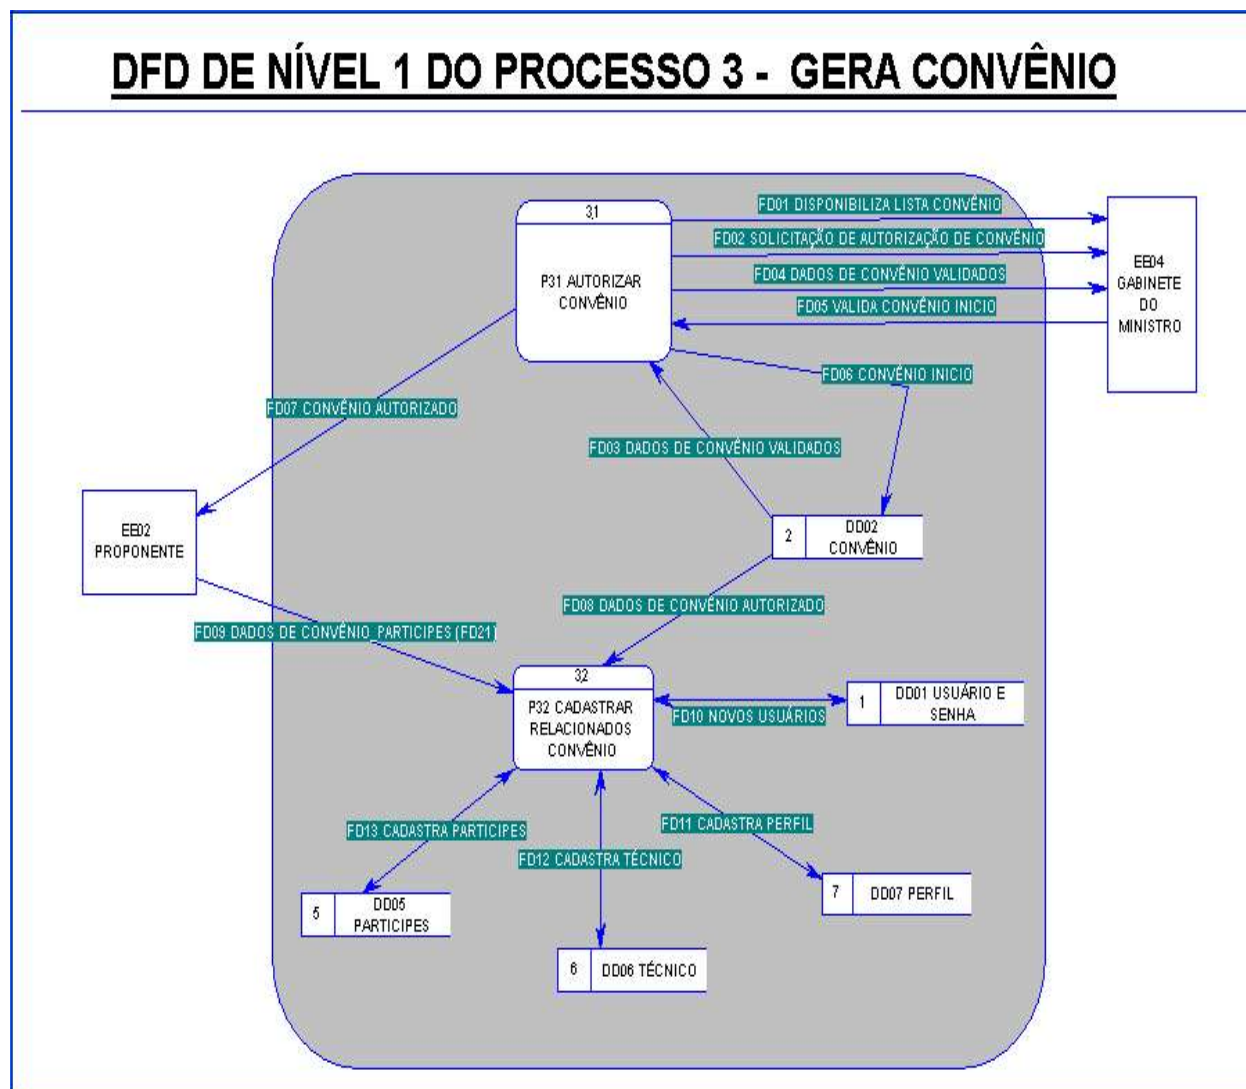 DFD DE NÍVEL 1 DO PROCESSO 3 - GERA CONVÊNIO
3,1
P31 AUTORIZAR
CONVÊNIO
FD01 DISPONIBILIZA LISTA CONVÊNIO
FD02 SOLICITAÇÃO DE AUTORIZAÇÃO DE CONVÊNIO
FD04 DADOS DE CONVÊNIO VALIDADOS
FD05 VALIDA CONVÊNIO INICIO
EE04
GABINETE
DO
MINISTRO
FD06 CONVÊNIO INICIO
FD07 CONVÊNIO AUTORIZADO
FD03 DADOS DE CONVÊNIO VALIDADOS
EE02
PROPONENTE
2
DD02
CONVÊNIO
FD08 DADOS DE CONVÊNIO AUTORIZADO
FD09 DADOS DE CONVÊNIO_PARTICIPES (FD21)
3,2
P32 CADASTRAR
RELACIONADOS
CONVÊNIO
FD10 NOVOS USUÁRIOS
1
DD01 USUÁRIO E
SENHA
FD13 CADASTRA PARTICIPES
FD12 CADASTRA TÉCNICO
FD11 CADASTRA PERFIL
5
DD05
PARTICIPES
6
DD06 TÉCNICO
7
DD07 PERFIL